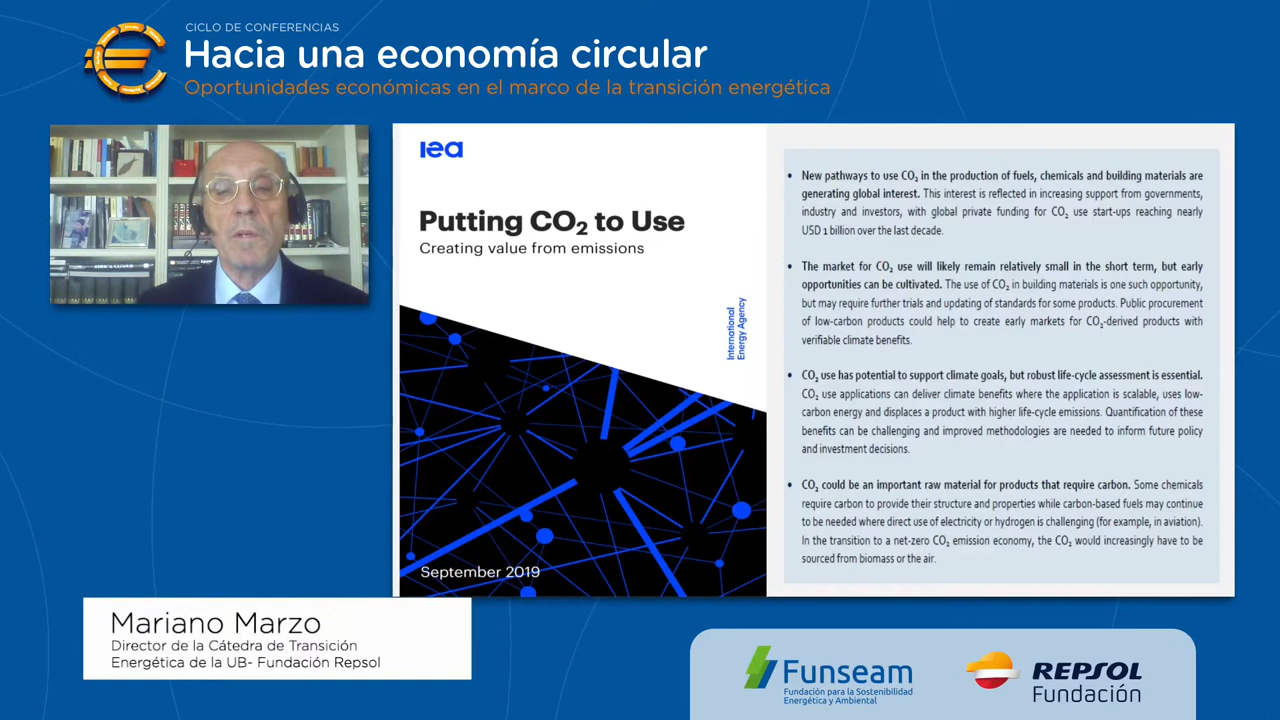 CICLO DE CONFERENCIAS
Hacia una economía circular
Oportunidades económicas en el marco de la transición energética
iea
Putting CO₂ to Use
Creating value from emissions
International
Energy Agency
September 2019
• New pathways to use CO₂ in the production of fuels, chemicals and building materials are
generating global interest. This interest is reflected in increasing support from governments,
industry and investors, with global private funding for CO₂ use start-ups reaching nearly
USD 1 billion over the last decade.
• The market for CO₂ use will likely remain relatively small in the short term, but early
opportunities can be cultivated. The use of CO₂ in building materials is one such opportunity,
but may require further trials and updating of standards for some products. Public procurement
of low-carbon products could help to create early markets for CO₂-derived products with
verifiable climate benefits.
• CO₂ use has potential to support climate goals, but robust life-cycle assessment is essential.
CO₂ use applications can deliver climate benefits where the application is scalable, uses low-
carbon energy and displaces a product with higher life-cycle emissions. Quantification of these
benefits can be challenging and improved methodologies are needed to inform future policy
and investment decisions.
• CO₂ could be an important raw material for products that require carbon. Some chemicals
require carbon to provide their structure and properties while carbon-based fuels may continue
to be needed where direct use of electricity or hydrogen is challenging (for example, in aviation).
In the transition to a net-zero CO₂ emission economy, the CO₂ would increasingly have to be
sourced from biomass or the air.
Mariano Marzo
Director de la Cátedra de Transición
Energética de la UB- Fundación Repsol
Funseam
Fundación para la Sostenibilidad
Energética y Ambiental
REPSOL
Fundación